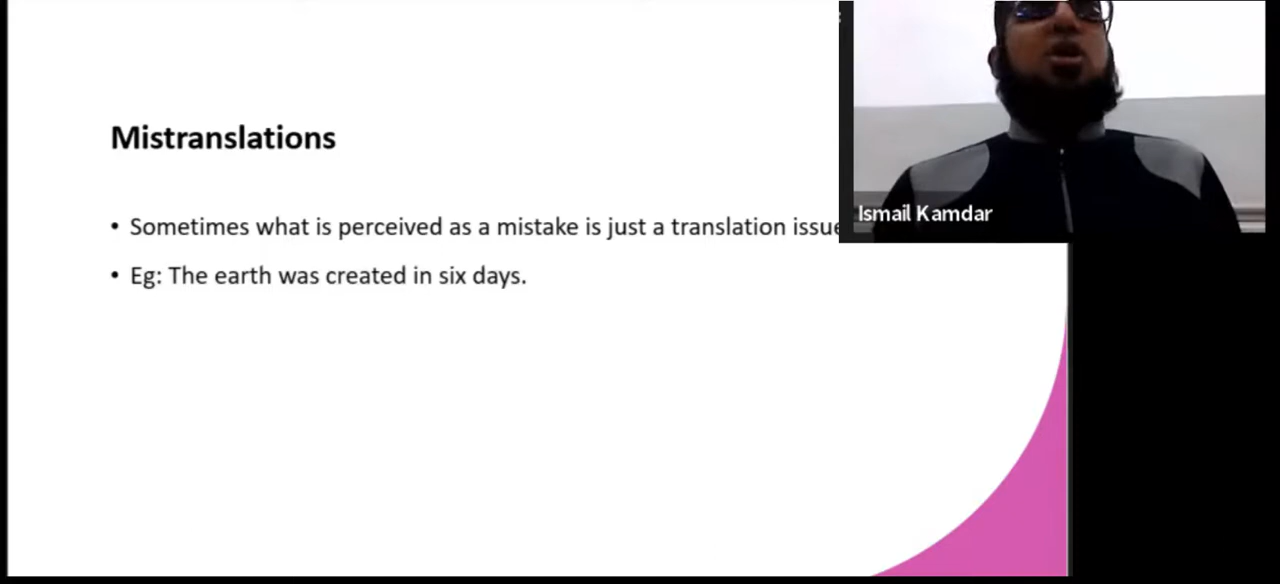 Mistranslations
• Sometimes what is perceived as a mistake is just a translation issue
• Eg: The earth was created in six days.
Ismail Kamdar